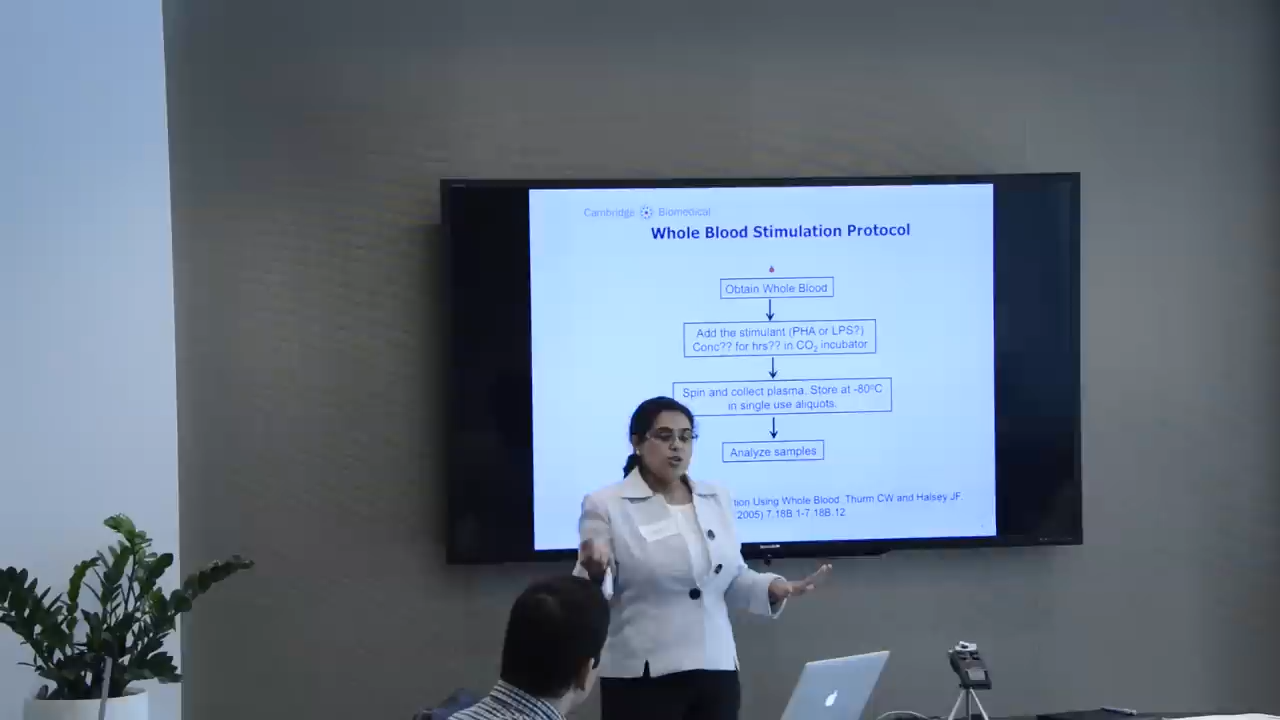 Cambridge Biomedical
Whole Blood Stimulation Protocol
Obtain Whole Blood
Add the stimulant (PHA or LPS?)
Conc?? for hrs?? in CO₂ incubator
Spin and collect plasma. Store at -80°C
in single use aliquots.
Analyze samples
tion Using Whole Blood. Thurm CW and Halsey JF.
2005) 7.18B.1-7.18B.12.